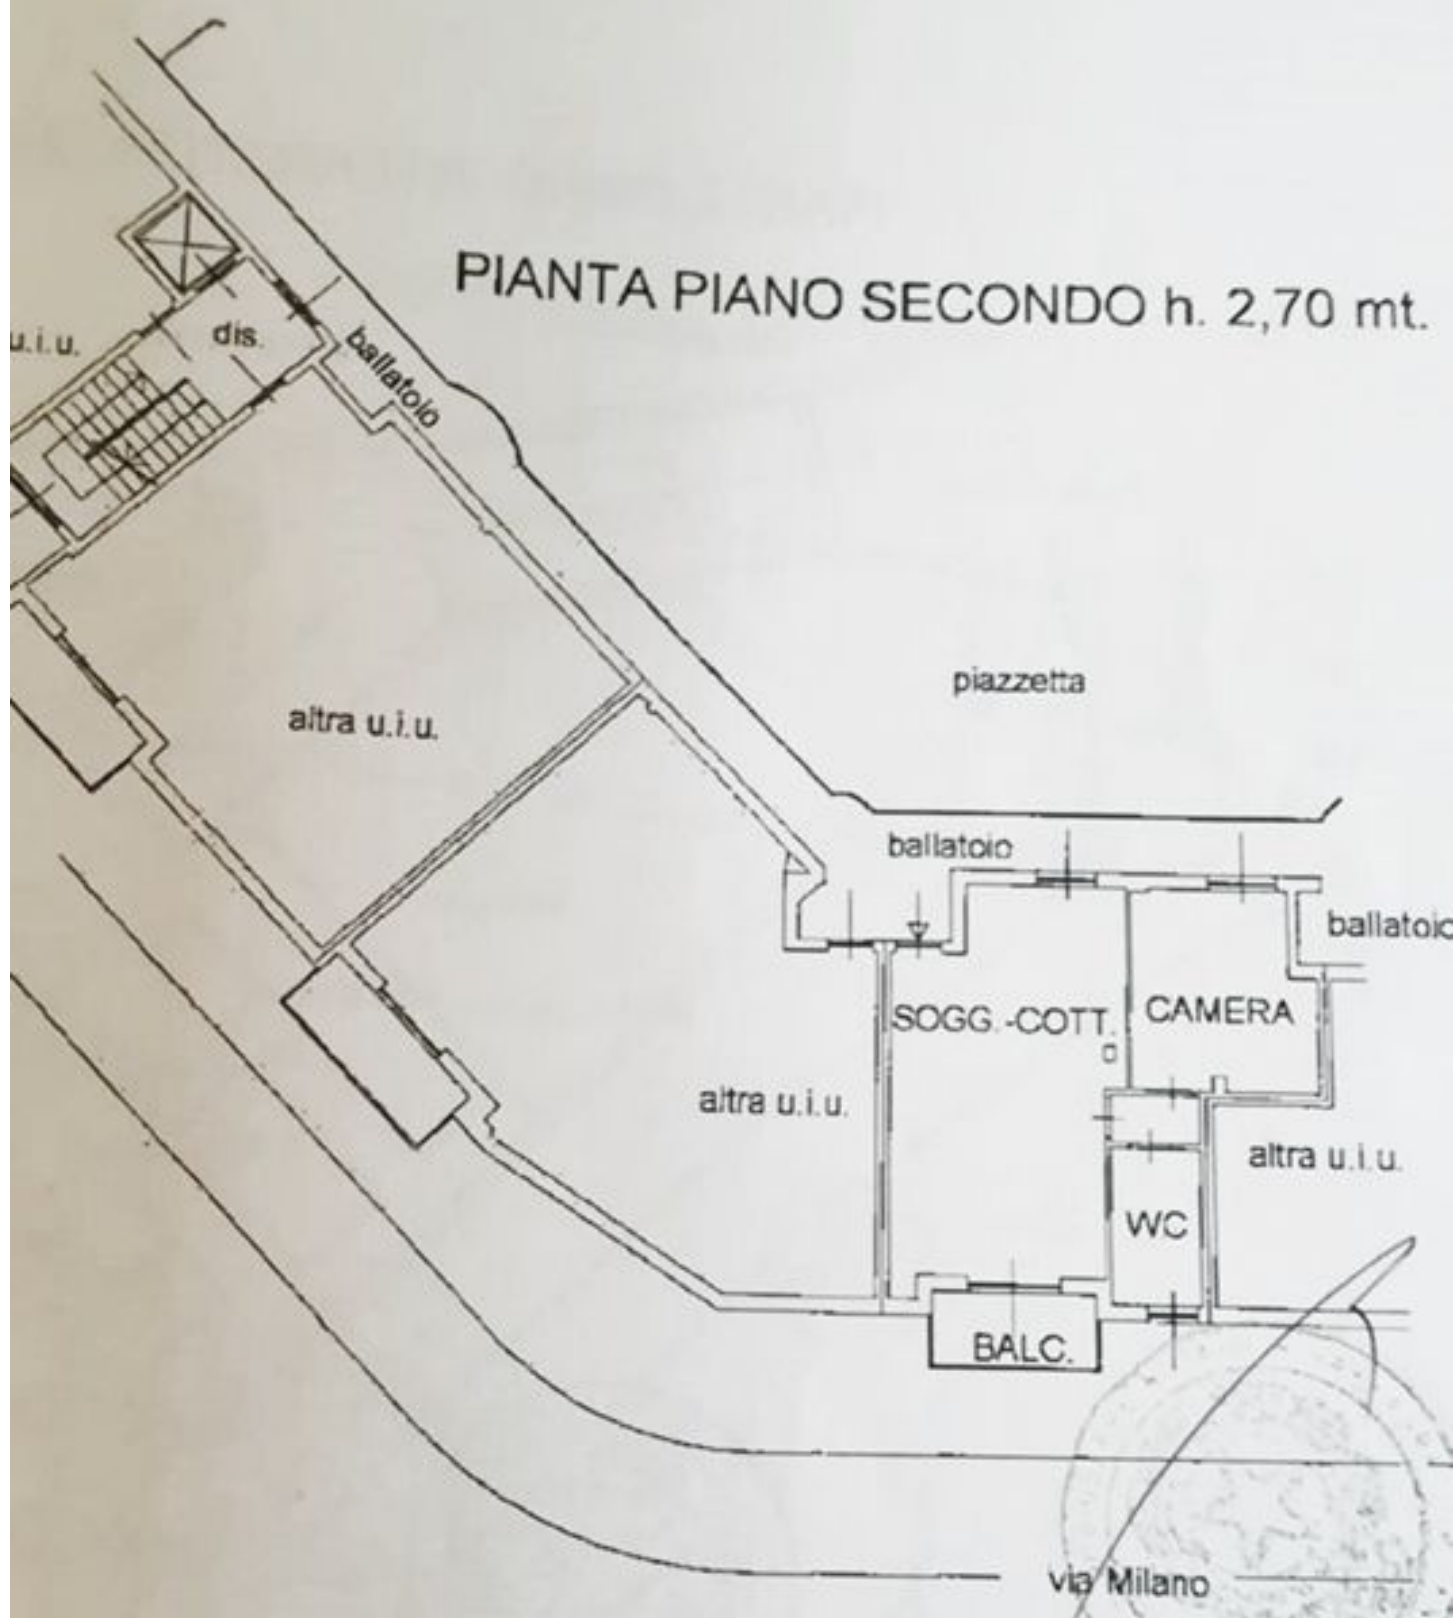 PIANTA PIANO SECONDO h. 2,70 mt.
u.i.u.
dis.
ballatoio
piazzetta
altra u.i.u.
ballatoio
ballatoio
SOGG.-COTT.
CAMERA
altra u.i.u.
altra u.i.u.
WC
BALC.
via Milano